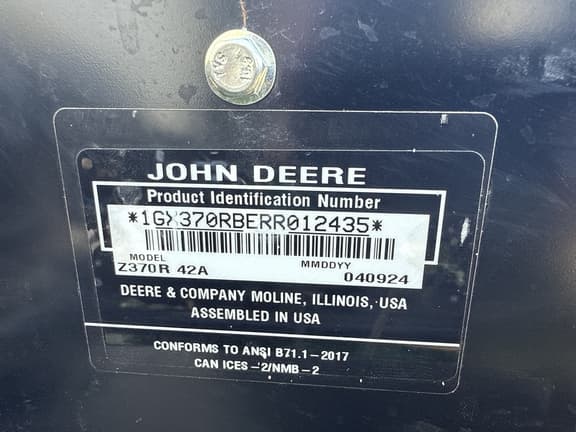 JOHN DEERE
Product Identification Number
*1GX370RBERR012435*
MODEL MMDDYY
Z370R 42A 040924
DEERE & COMPANY MOLINE, ILLINOIS, USA
ASSEMBLED IN USA
CONFORMS TO ANSI B71.1-2017
CAN ICES-2/NMB-2